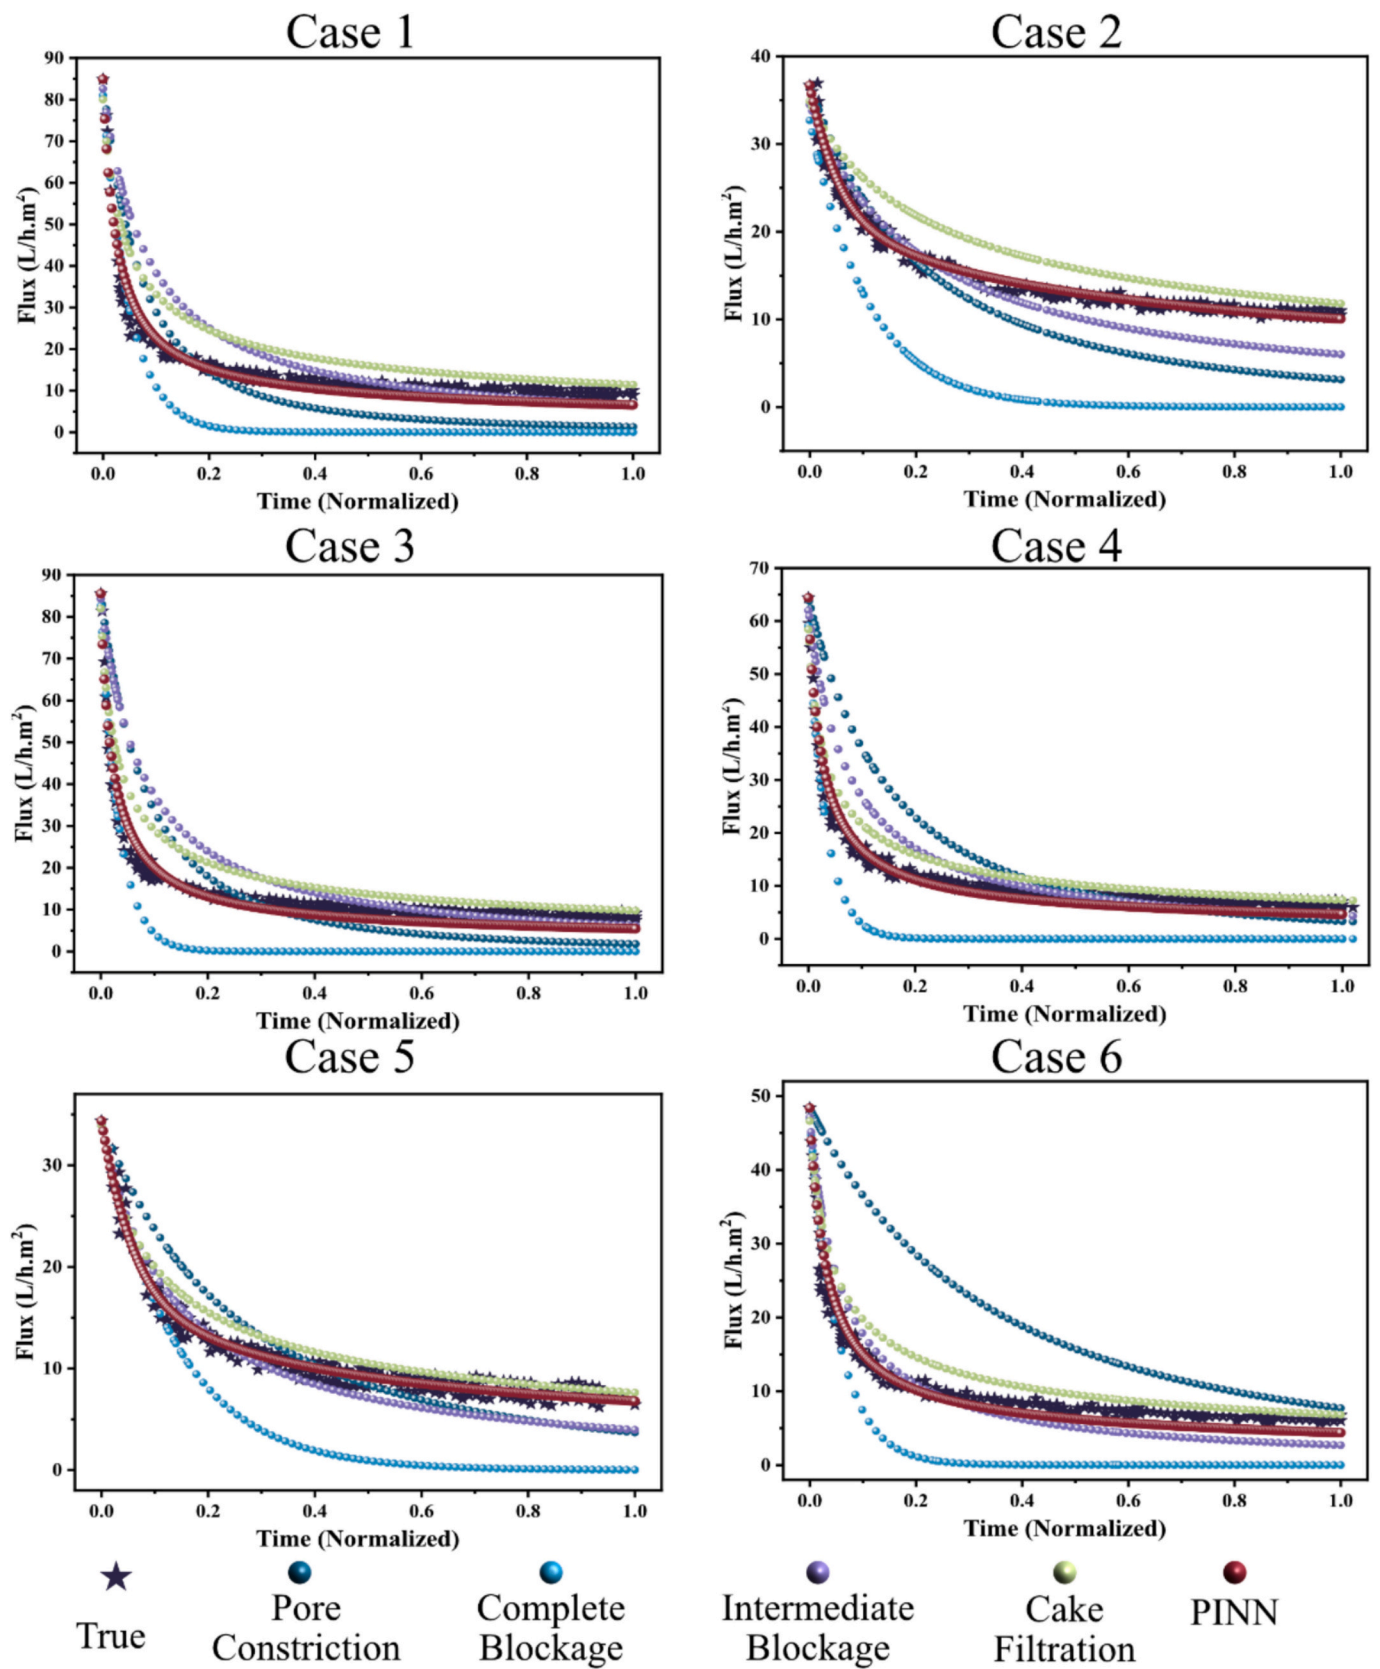 Case 1
Case 2
90
80
70
60
50
40
30
20
10
0
Flux (L/h.m²)
0.0 0.2 0.4 0.6 0.8 1.0
Time (Normalized)
40
30
20
10
0
Flux (L/h.m²)
0.0 0.2 0.4 0.6 0.8 1.0
Time (Normalized)
Case 3
Case 4
90
80
70
60
50
40
30
20
10
0
Flux (L/h.m²)
0.0 0.2 0.4 0.6 0.8 1.0
Time (Normalized)
70
60
50
40
30
20
10
0
Flux (L/h.m²)
0.0 0.2 0.4 0.6 0.8 1.0
Time (Normalized)
Case 5
Case 6
30
20
10
0
Flux (L/h.m²)
0.0 0.2 0.4 0.6 0.8 1.0
Time (Normalized)
50
40
30
20
10
0
Flux (L/h.m²)
0.0 0.2 0.4 0.6 0.8 1.0
Time (Normalized)
True
Pore
Constriction
Complete
Blockage
Intermediate
Blockage
Cake
Filtration
PINN